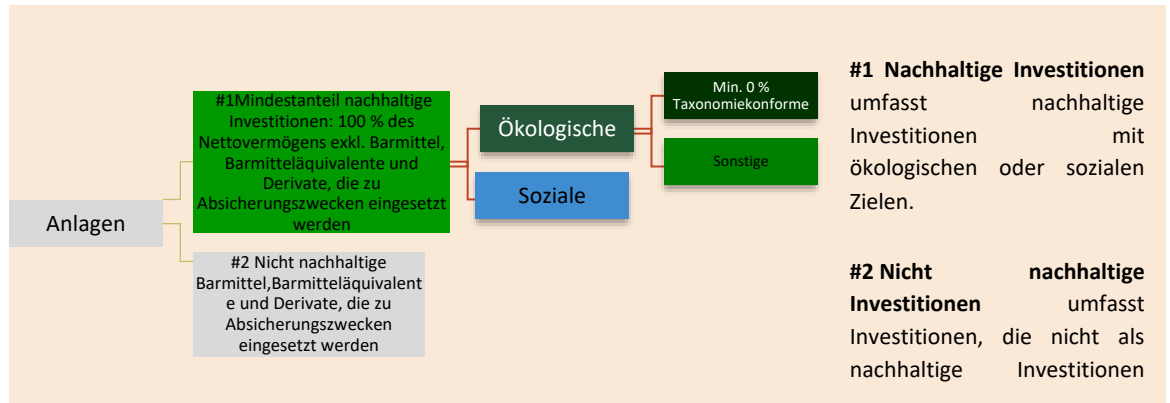 Anlagen
#1Mindestanteil nachhaltige
Investitionen: 100 % des
Nettovermögens exkl. Barmittel,
Barmitteläquivalente und
Derivate, die zu
Absicherungszwecken eingesetzt
werden
#2 Nicht nachhaltige
Barmittel,Barmitteläquivalent
e und Derivate, die zu
Absicherungszwecken
eingesetzt werden
Ökologische
Soziale
Min. 0 %
Taxonomiekonforme
Sonstige
#1 Nachhaltige Investitionen
umfasst nachhaltige
Investitionen mit
ökologischen oder sozialen
Zielen.
#2 Nicht nachhaltige
Investitionen umfasst
Investitionen, die nicht als
nachhaltige Investitionen